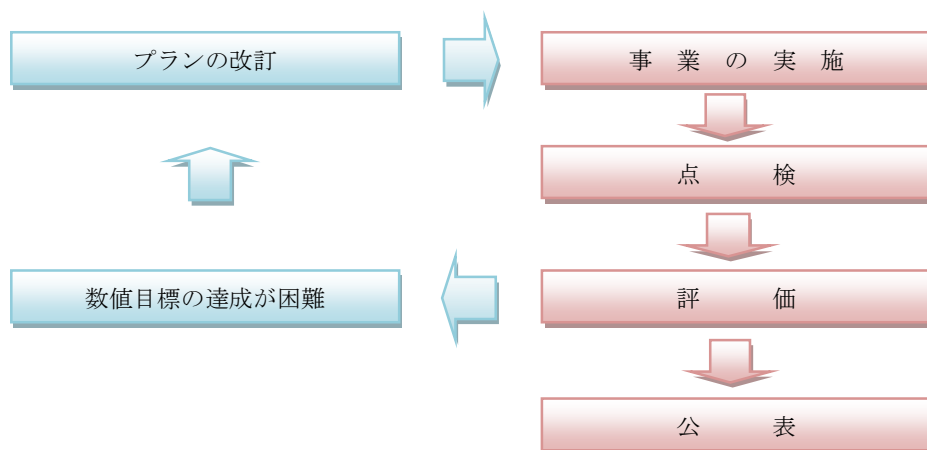 プランの改訂
事業の実施
点検
数値目標の達成が困難
評価
公表